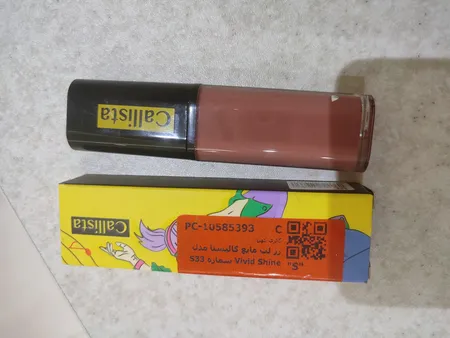 Callista
Callista
PC-10585393 C
رژ لب مایع کالیستا مدل
Vivid Shine شماره S33
"S"